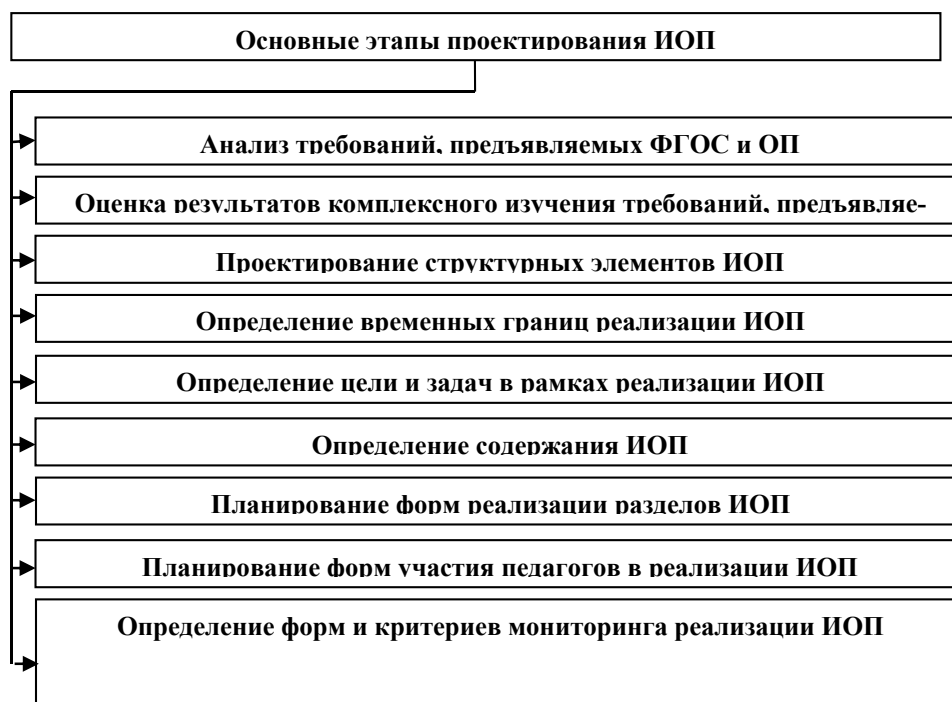 Основные этапы проектирования ИОП
Анализ требований, предъявляемых ФГОС и ОП
Оценка результатов комплексного изучения требований, предъявляе-
Проектирование структурных элементов ИОП
Определение временных границ реализации ИОП
Определение цели и задач в рамках реализации ИОП
Определение содержания ИОП
Планирование форм реализации разделов ИОП
Планирование форм участия педагогов в реализации ИОП
Определение форм и критериев мониторинга реализации ИОП